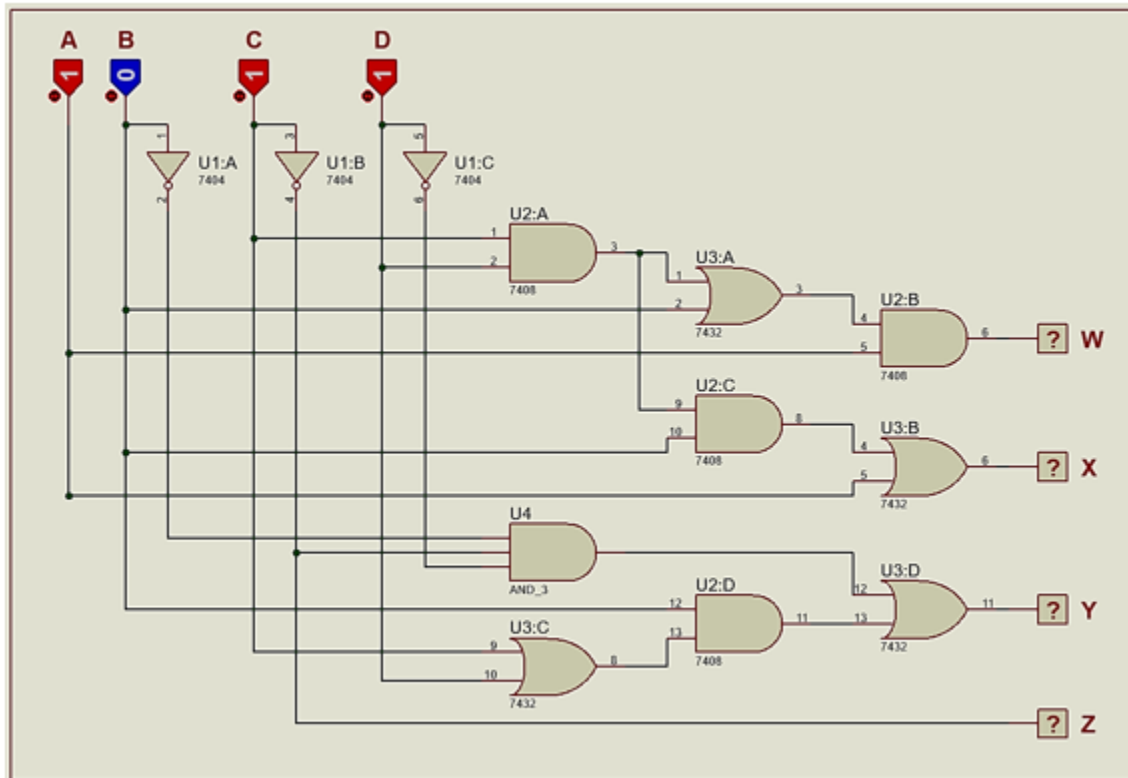 A B C D
1 0 1 1
1 3 5
U1:A U1:B U1:C
7404 7404 7404
2 4 6
U2:A
1
3
2
7408
U3:A
1
3
2
7432
U2:B
4
6
5
7408
? W
U2:C
9
8
10
7408
U3:B
4
6
5
7432
? X
U4
AND_3
U2:D
12
11
13
7408
U3:D
12
11
13
7432
? Y
U3:C
9
8
10
7432
? Z